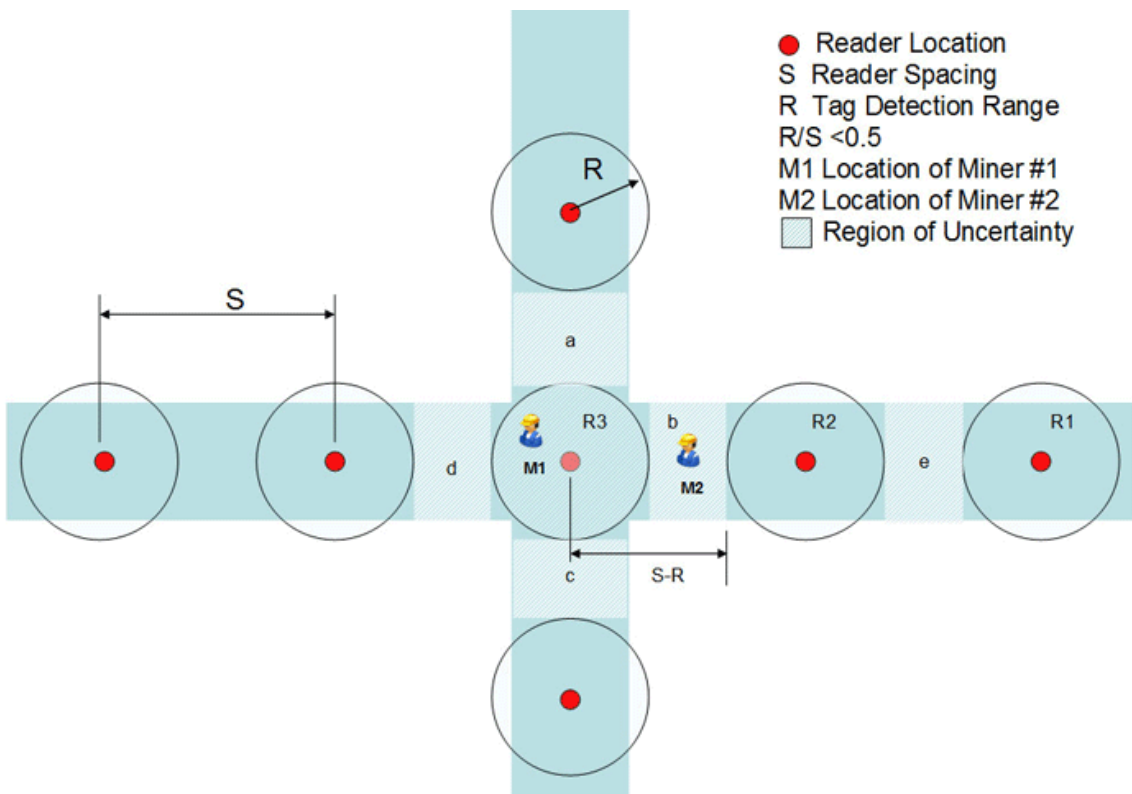 Reader Location
S Reader Spacing
R Tag Detection Range
R/S <0.5
M1 Location of Miner #1
M2 Location of Miner #2
Region of Uncertainty
R
S
a
R3
b
R2
R1
d
M1
M2
e
c
S-R